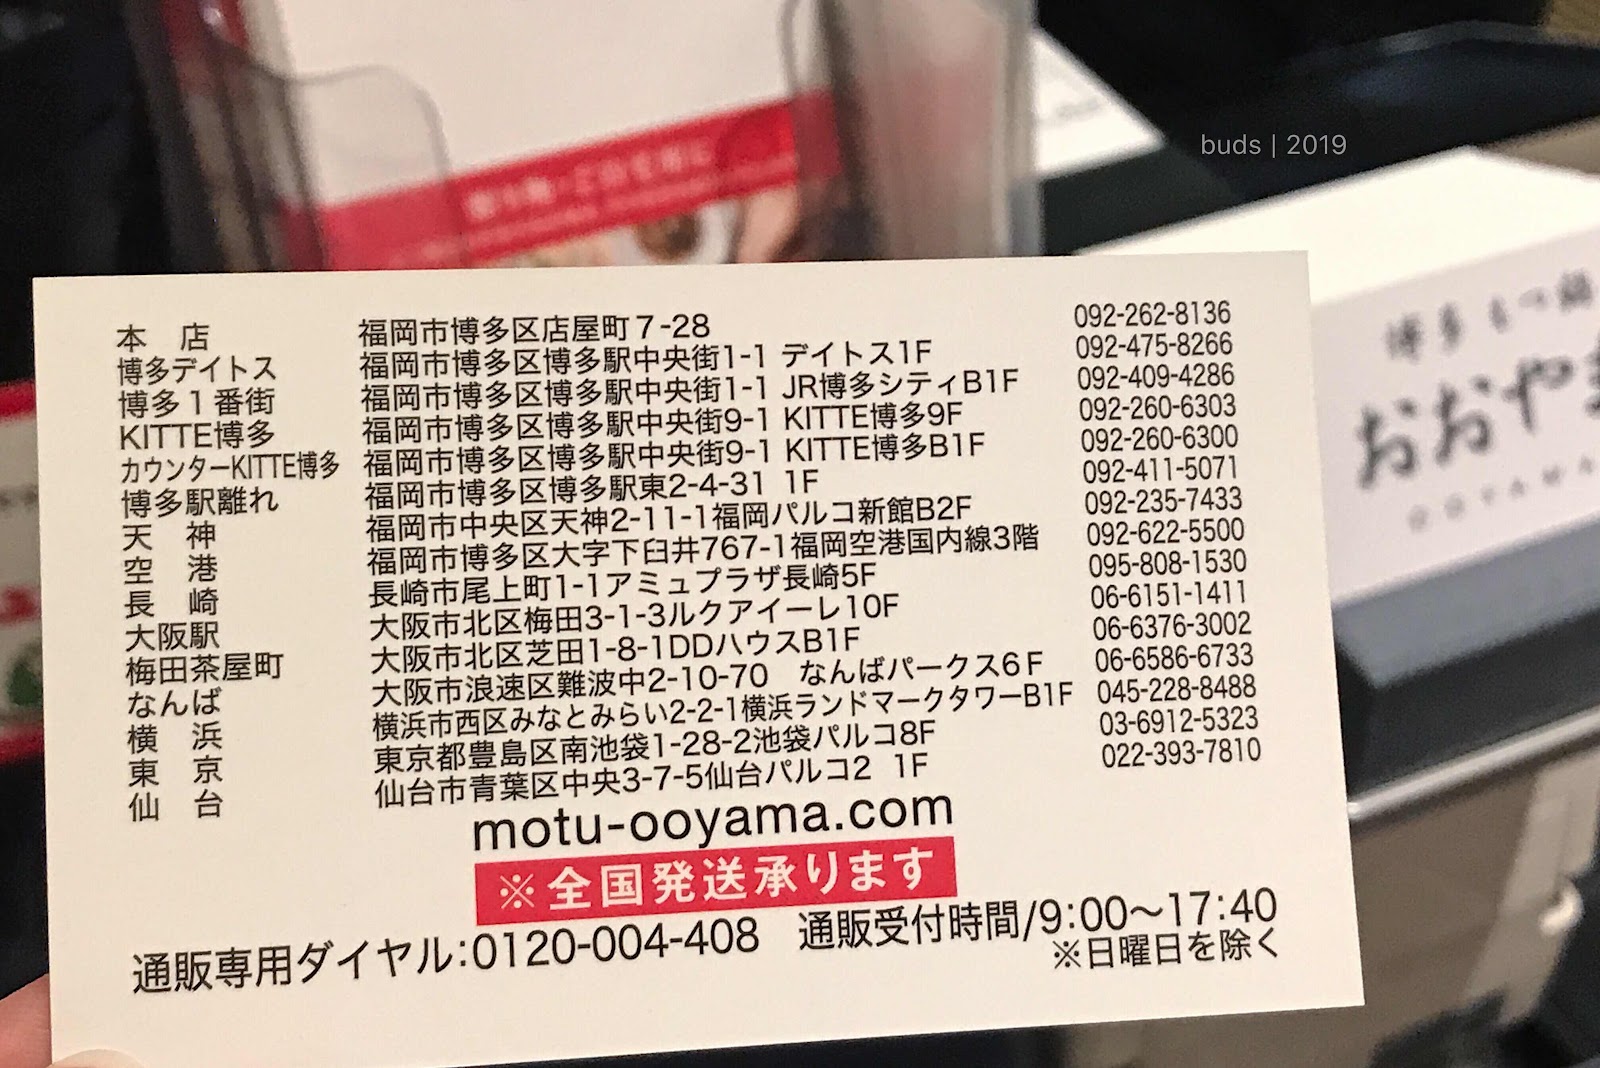 buds | 2019
博多もつ鍋
おおやま
OOYAMA
本　店　福岡市博多区店屋町7-28　092-262-8136
博多デイトス　福岡市博多区博多駅中央街1-1 デイトス1F　092-475-8266
博多1番街　福岡市博多区博多駅中央街1-1 JR博多シティB1F　092-409-4286
KITTE博多　福岡市博多区博多駅中央街9-1 KITTE博多9F　092-260-6303
カウンターKITTE博多　福岡市博多区博多駅中央街9-1 KITTE博多B1F　092-260-6300
博多駅離れ　福岡市博多区博多駅東2-4-31 1F　092-411-5071
天　神　福岡市中央区天神2-11-1福岡パルコ新館B2F　092-235-7433
空　港　福岡市博多区大字下臼井767-1福岡空港国内線3階　092-622-5500
長　崎　長崎市尾上町1-1アミュプラザ長崎5F　095-808-1530
大阪駅　大阪市北区梅田3-1-3ルクアイーレ10F　06-6151-1411
梅田茶屋町　大阪市北区芝田1-8-1DDハウスB1F　06-6376-3002
なんば　大阪市浪速区難波中2-10-70　なんばパークス6F　06-6586-6733
横　浜　横浜市西区みなとみらい2-2-1横浜ランドマークタワーB1F　045-228-8488
東　京　東京都豊島区南池袋1-28-2池袋パルコ8F　03-6912-5323
仙　台　仙台市青葉区中央3-7-5仙台パルコ2 1F　022-393-7810
motu-ooyama.com
※全国発送承ります
通販専用ダイヤル:0120-004-408　通販受付時間/9:00～17:40
※日曜日を除く